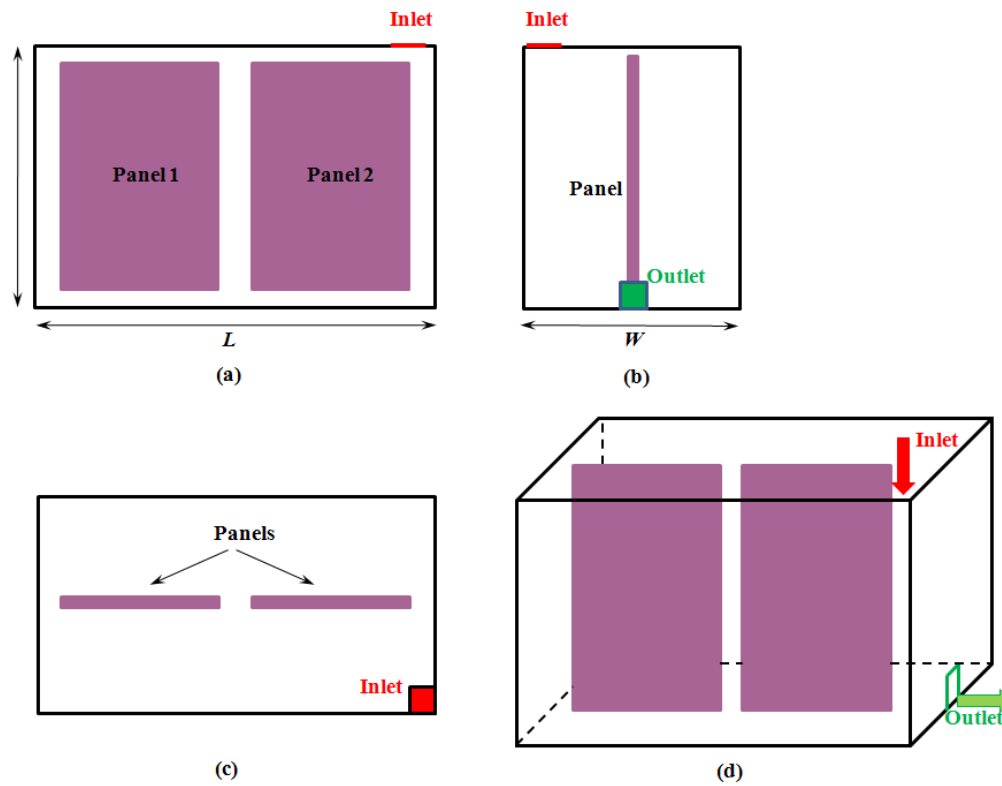 Inlet
Panel 1
Panel 2
L
(a)
Inlet
Panel
Outlet
W
(b)
Panels
Inlet
(c)
Inlet
Outlet
(d)